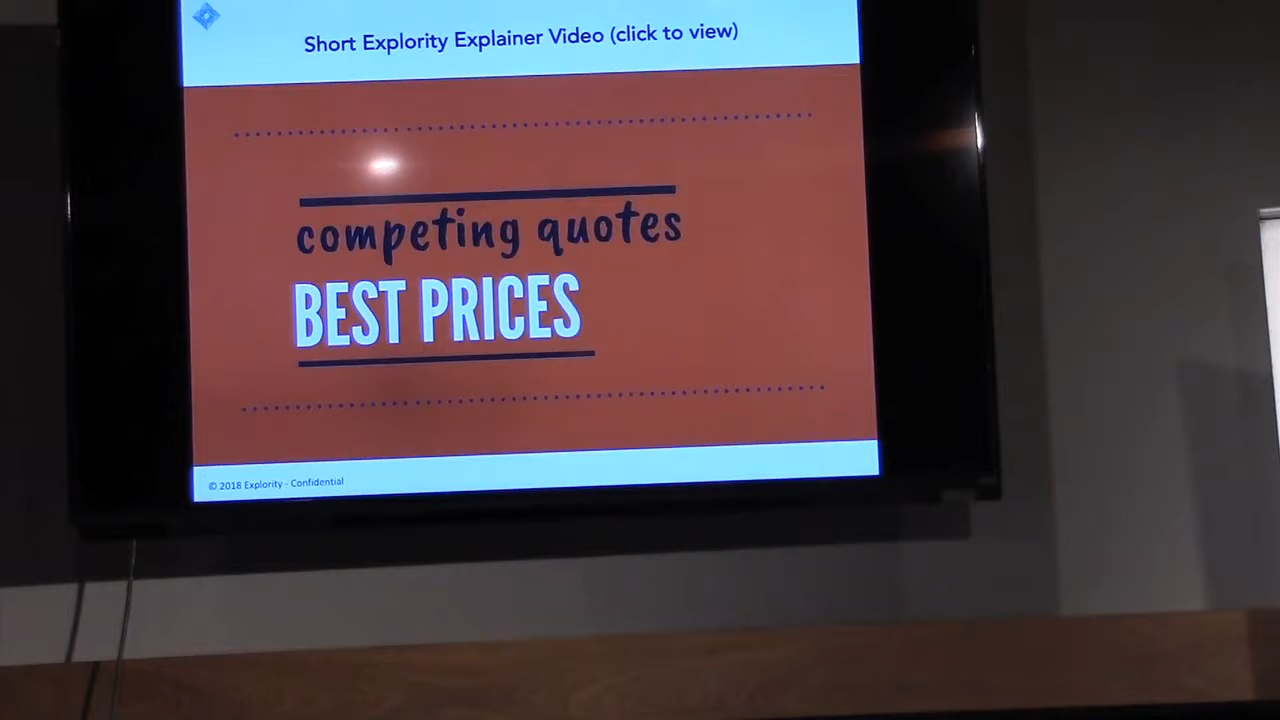 Short Explority Explainer Video (click to view)
competing quotes
BEST PRICES
© 2018 Explority - Confidential